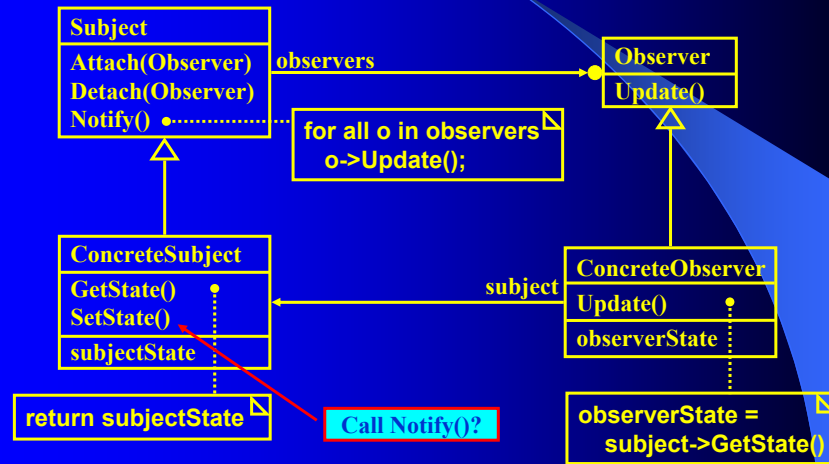 Subject
Attach(Observer)
Detach(Observer)
Notify()
observers
Observer
Update()
for all o in observers
o->Update();
ConcreteSubject
GetState()
SetState()
subjectState
subject
ConcreteObserver
Update()
observerState
return subjectState
Call Notify()?
observerState =
subject->GetState()